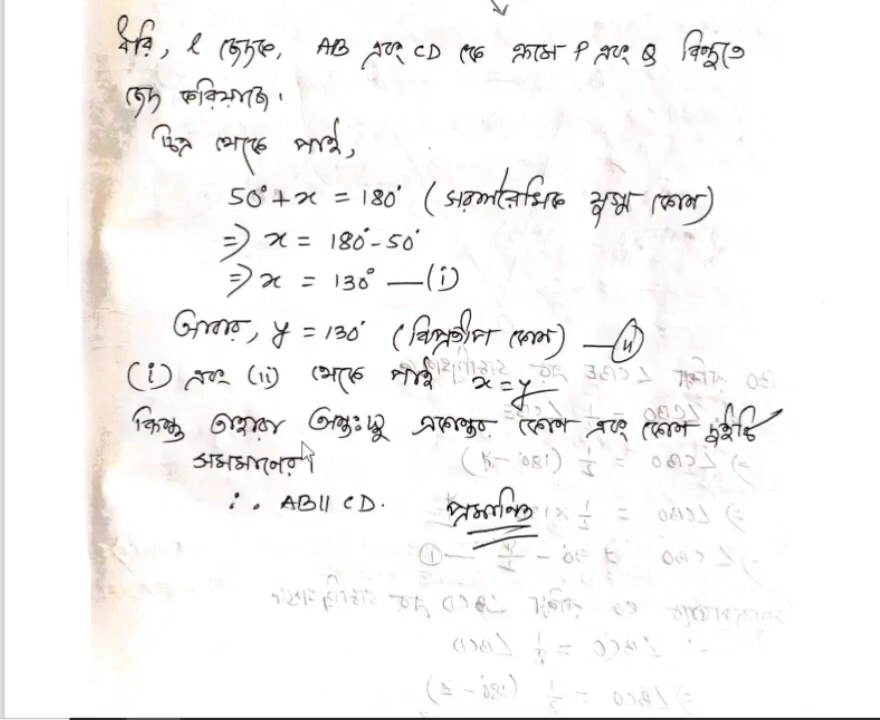 ধরি, l ছেদক, AB এবং CD কে ক্রমে P এবং Q বিন্দুতে
ছেদ করিয়াছে।
চিত্র থেকে পাই,
50° + x = 180° (সরলরৈখিক যুগ্ম কোণ)
⇒ x = 180° - 50°
⇒ x = 130° —(i)
আবার, y = 130° (বিপ্রতীপ কোণ) —(ii)
(i) এবং (ii) থেকে পাই x = y
কিন্তু তাহারা অন্তঃস্থ একান্তর কোণ এবং কোণ দুইটি
সমমানের।
∴ AB || CD. প্রমাণিত